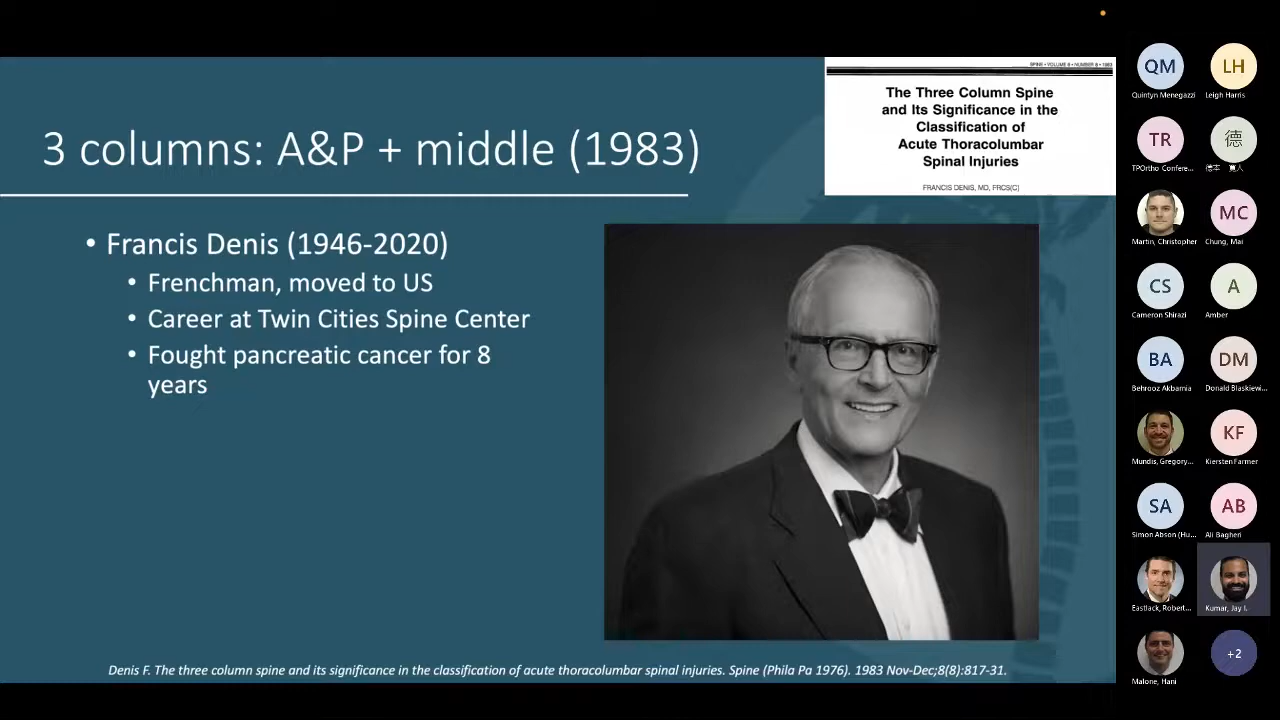 3 columns: A&P + middle (1983)
SPINE • VOLUME 8 • NUMBER 8 • 1983
The Three Column Spine
and Its Significance in the
Classification of
Acute Thoracolumbar
Spinal Injuries
FRANCIS DENIS, MD, FRCS(C)
• Francis Denis (1946-2020)
• Frenchman, moved to US
• Career at Twin Cities Spine Center
• Fought pancreatic cancer for 8
years
Denis F. The three column spine and its significance in the classification of acute thoracolumbar spinal injuries. Spine (Phila Pa 1976). 1983 Nov-Dec;8(8):817-31.
QM
LH
Quintyn Menegazzi
Leigh Harris
TR
德
TPOrtho Confere...
MC
Martin, Christopher
Chung, Mai
CS
A
Cameron Shirazi
Amber
BA
DM
Behrooz Akbarnia
Donald Blaskiewi...
KF
Mundis, Gregory...
Kiersten Farmer
SA
AB
Simon Abson (Hu...
Ali Bagheri
Eastlack, Robert...
Kumar, Jay I.
Malone, Hani
+2